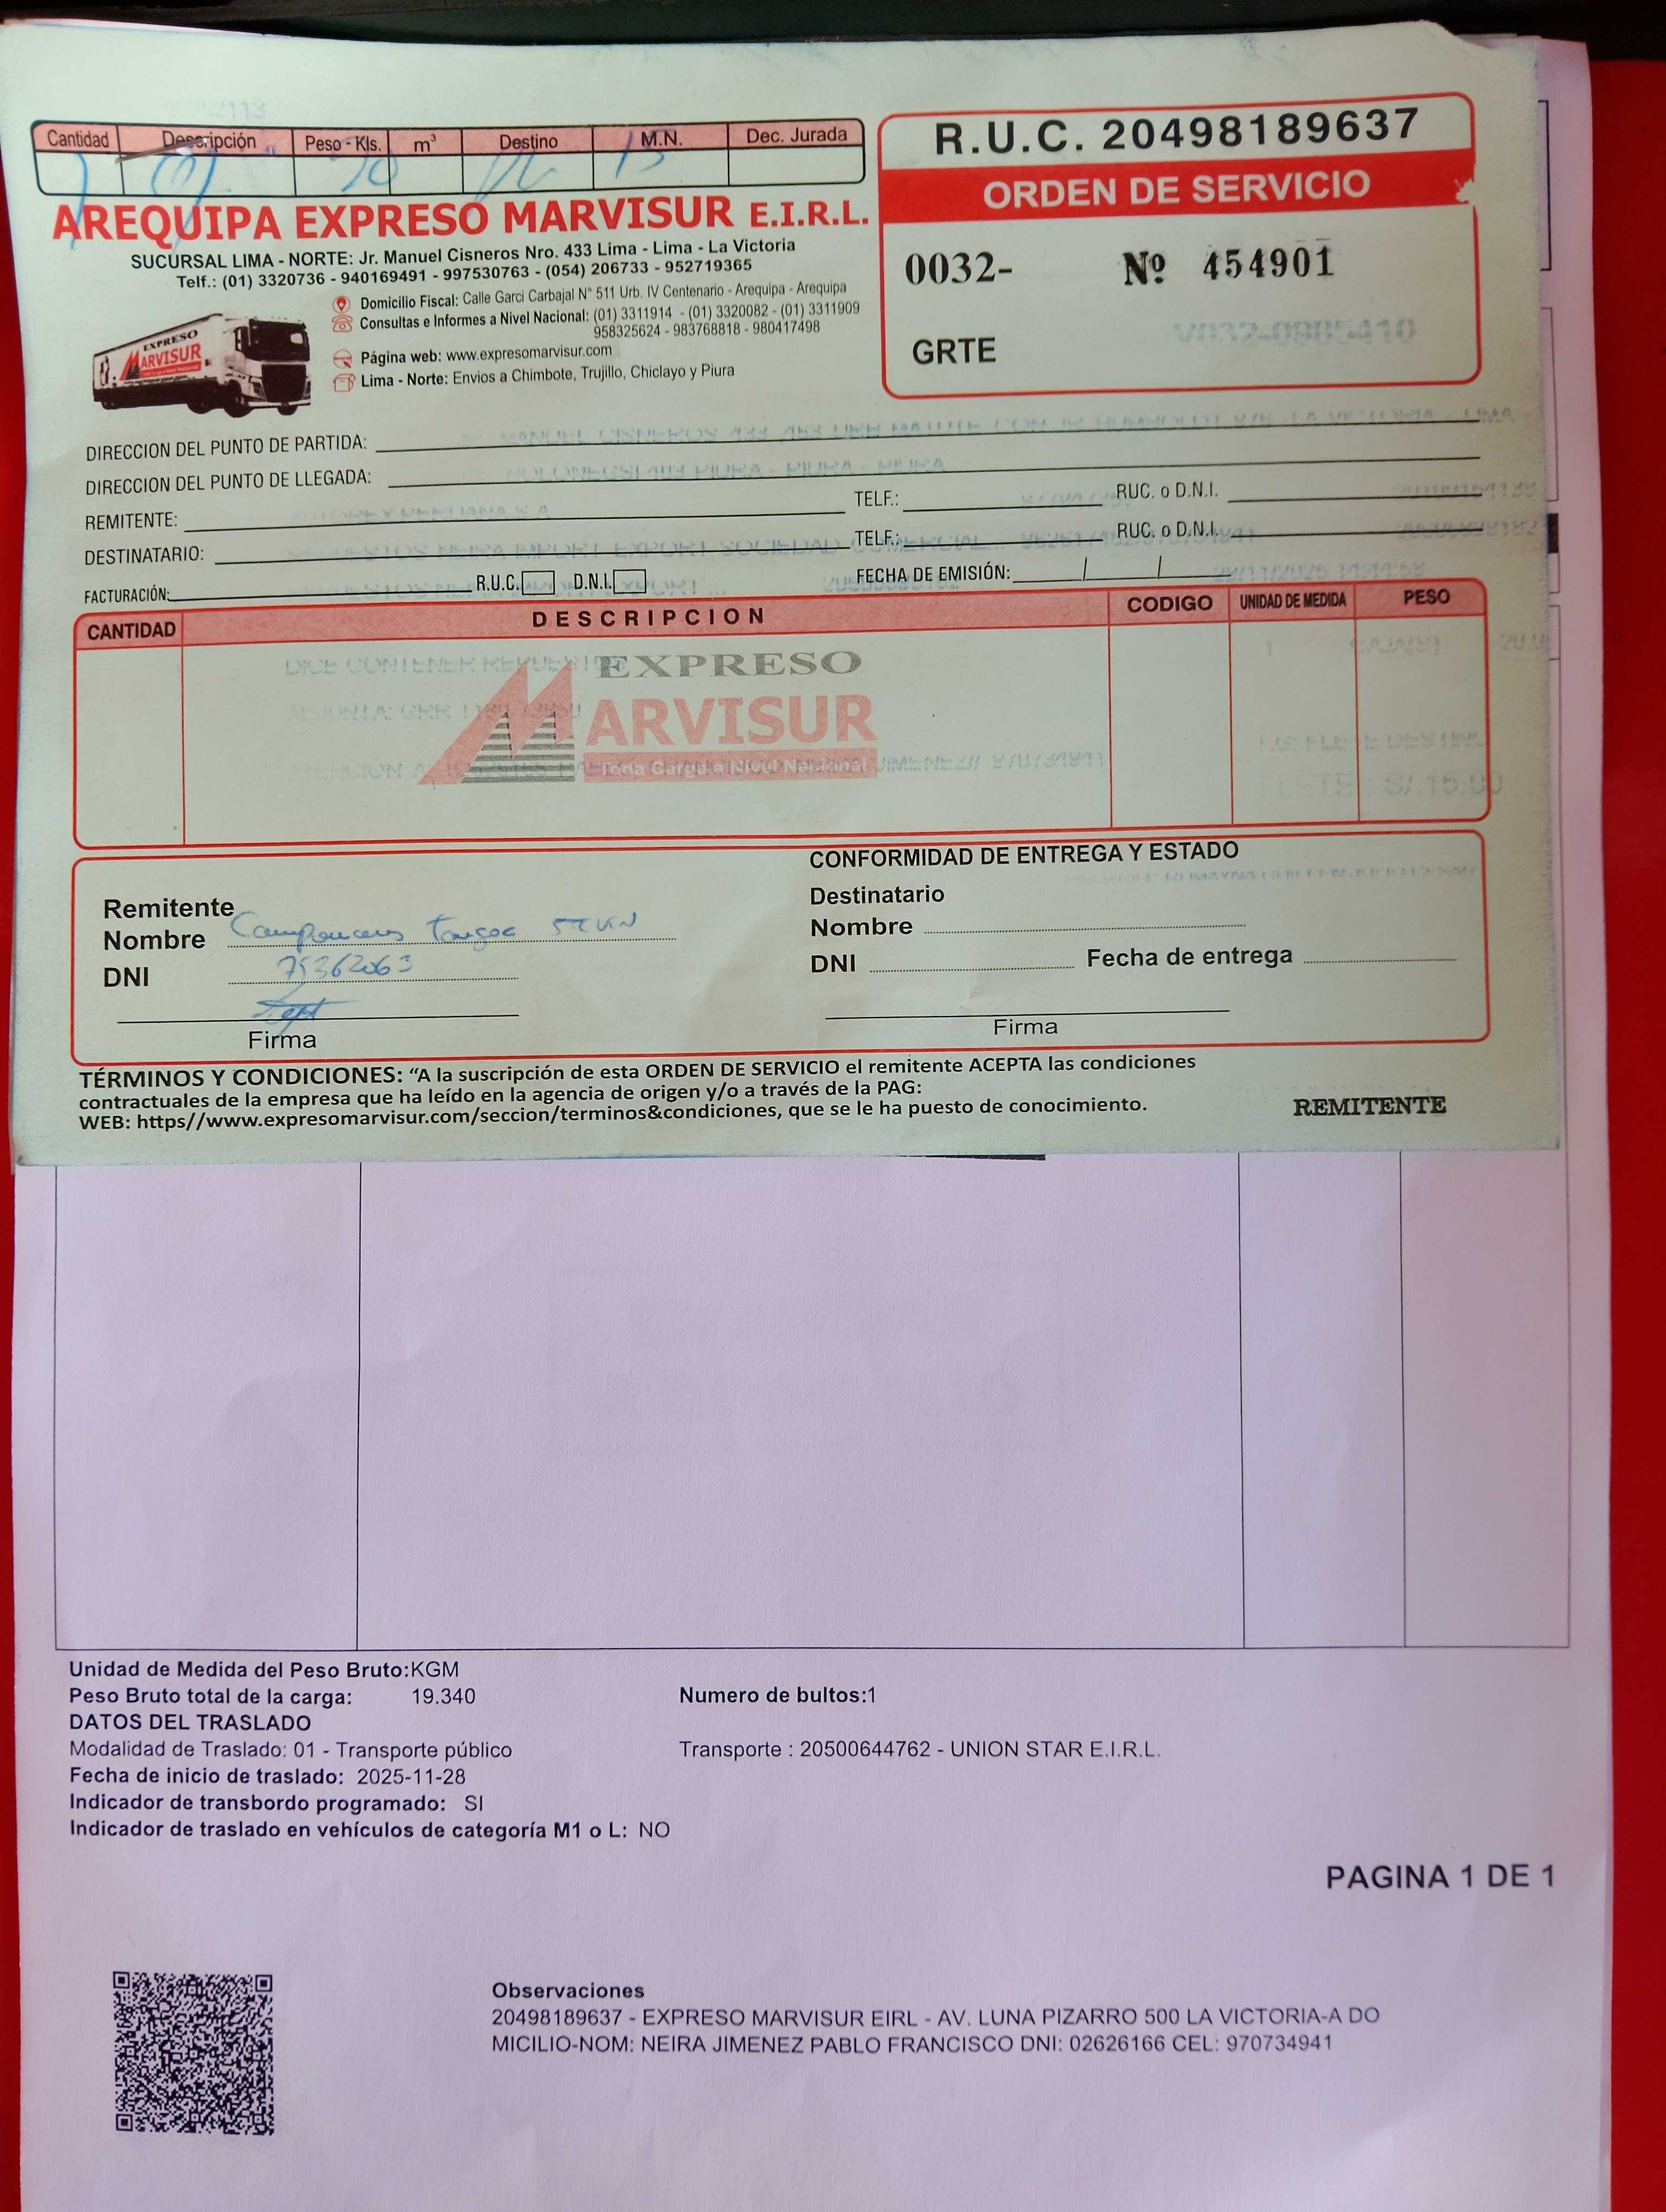 Cantidad Descripción Peso - Kls. m³ Destino M.N. Dec. Jurada
1 20 15
AREQUIPA EXPRESO MARVISUR E.I.R.L.
SUCURSAL LIMA - NORTE: Jr. Manuel Cisneros Nro. 433 Lima - Lima - La Victoria
Telf.: (01) 3320736 - 940169491 - 997530763 - (054) 206733 - 952719365
Domicilio Fiscal: Calle Garci Carbajal N° 511 Urb. IV Centenario - Arequipa - Arequipa
Consultas e Informes a Nivel Nacional: (01) 3311914 - (01) 3320082 - (01) 3311909
958325624 - 983768818 - 980417498
Página web: www.expresomarvisur.com
Lima - Norte: Envios a Chimbote, Trujillo, Chiclayo y Piura
EXPRESO
MARVISUR
R.U.C. 20498189637
ORDEN DE SERVICIO
0032- Nº 454901
GRTE
DIRECCION DEL PUNTO DE PARTIDA:
DIRECCION DEL PUNTO DE LLEGADA:
REMITENTE: TELF.: RUC. o D.N.I.
DESTINATARIO: TELF.: RUC. o D.N.I.
FACTURACIÓN: R.U.C. D.N.I. FECHA DE EMISIÓN: / /
CANTIDAD DESCRIPCION CODIGO UNIDAD DE MEDIDA PESO
DICE CONTENER
1 CAJA(S)
EXPRESO
MARVISUR
Toda Carga a Nivel Nacional
FLETE : S/.15.00
CONFORMIDAD DE ENTREGA Y ESTADO
Remitente
Nombre
DNI 75362063
Firma
Destinatario
Nombre
DNI Fecha de entrega
Firma
TÉRMINOS Y CONDICIONES: “A la suscripción de esta ORDEN DE SERVICIO el remitente ACEPTA las condiciones
contractuales de la empresa que ha leído en la agencia de origen y/o a través de la PAG:
WEB: https//www.expresomarvisur.com/seccion/terminos&condiciones, que se le ha puesto de conocimiento.
REMITENTE
Unidad de Medida del Peso Bruto:KGM
Peso Bruto total de la carga: 19.340 Numero de bultos:1
DATOS DEL TRASLADO
Modalidad de Traslado: 01 - Transporte público Transporte : 20500644762 - UNION STAR E.I.R.L.
Fecha de inicio de traslado: 2025-11-28
Indicador de transbordo programado: SI
Indicador de traslado en vehículos de categoría M1 o L: NO
PAGINA 1 DE 1
Observaciones
20498189637 - EXPRESO MARVISUR EIRL - AV. LUNA PIZARRO 500 LA VICTORIA-A DO
MICILIO-NOM: NEIRA JIMENEZ PABLO FRANCISCO DNI: 02626166 CEL: 970734941